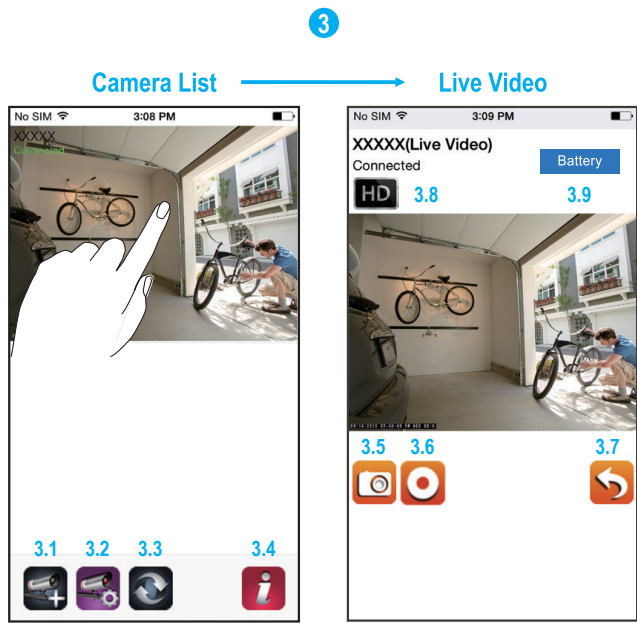 3
Camera List
Live Video
No SIM
3:08 PM
XXXXX
Connected
3.1
3.2
3.3
3.4
i
No SIM
3:09 PM
XXXXX(Live Video)
Connected
Battery
HD
3.8
3.9
3.5
3.6
3.7